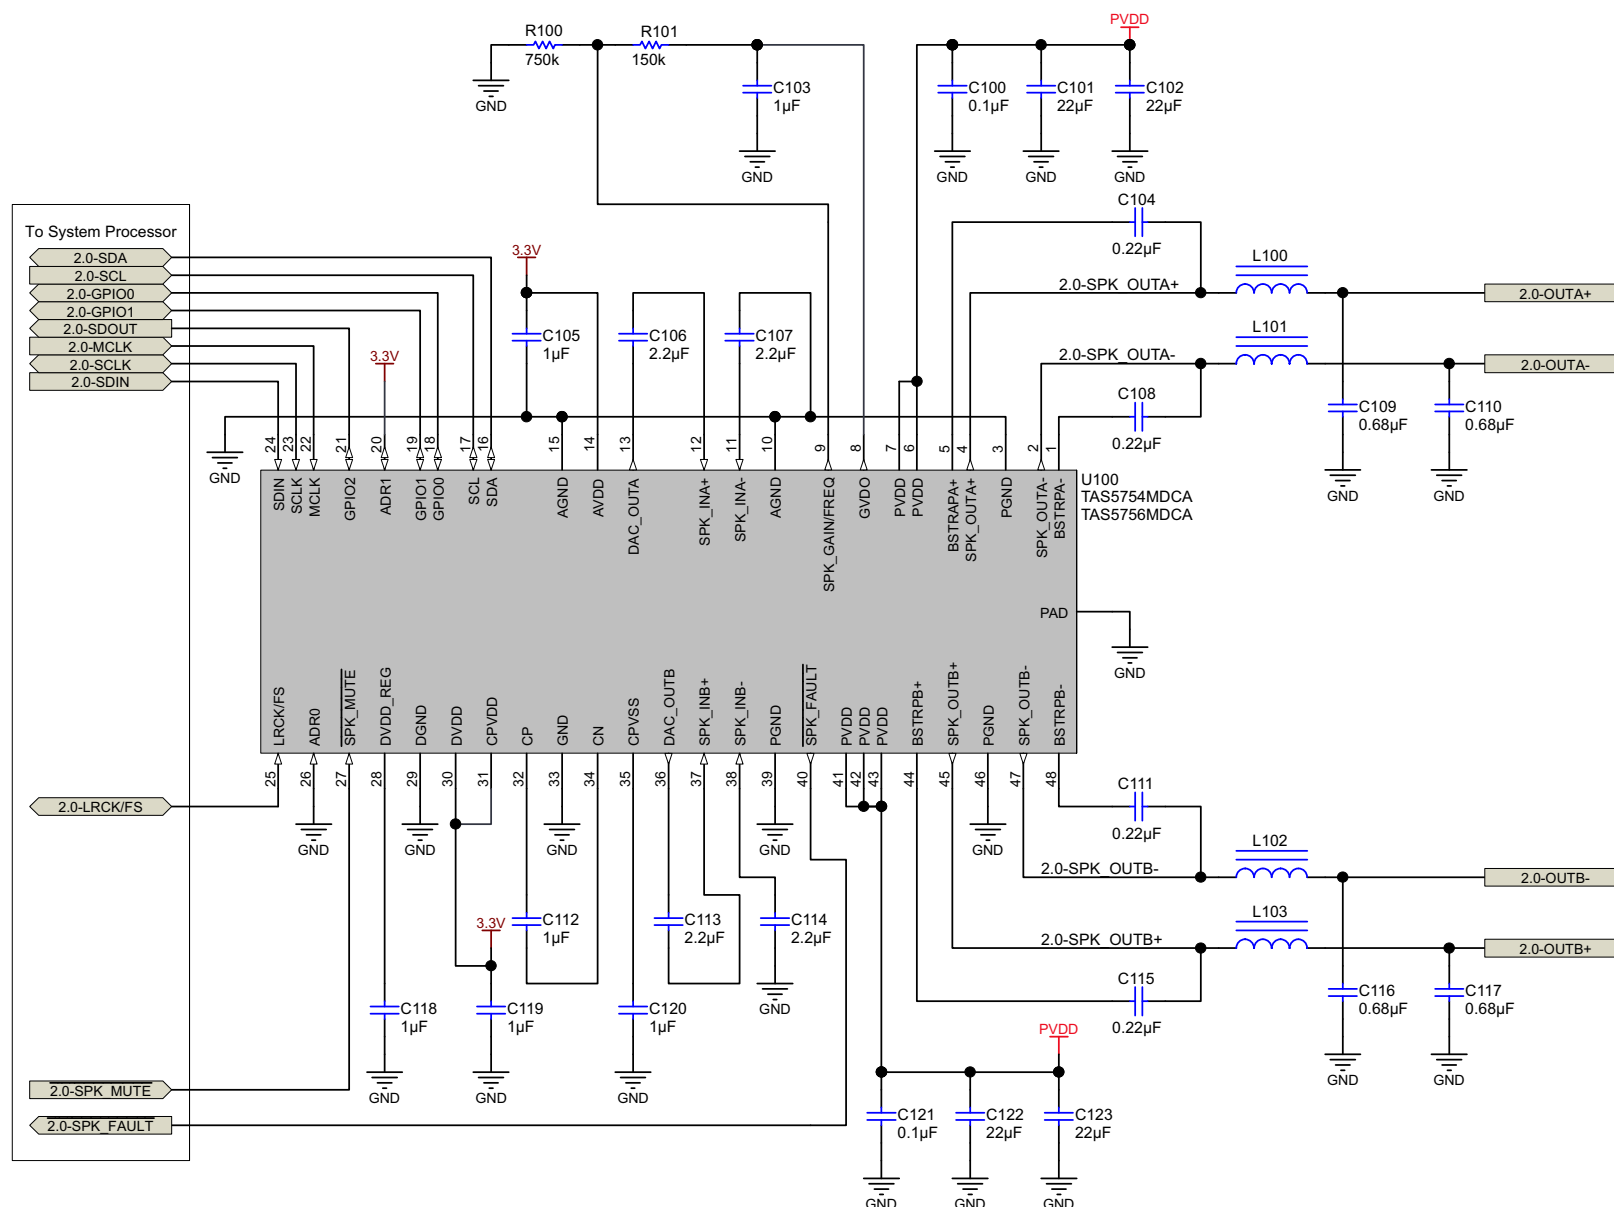 R100
750k
R101
150k
GND
C103
1µF
GND
PVDD
C100
0.1µF
C101
22µF
C102
22µF
GND
GND
GND
To System Processor
2.0-SDA
2.0-SCL
2.0-GPIO0
2.0-GPIO1
2.0-SDOUT
2.0-MCLK
2.0-SCLK
2.0-SDIN
3.3V
3.3V
C105
1µF
C106
2.2µF
C107
2.2µF
C104
0.22µF
2.0-SPK_OUTA+
L100
2.0-OUTA+
2.0-SPK_OUTA-
L101
2.0-OUTA-
C108
0.22µF
C109
0.68µF
C110
0.68µF
GND
GND
GND
24
23
22
21
20
19
18
17
16
15
14
13
12
11
10
9
8
7
6
5
4
3
2
1
SDIN
SCLK
MCLK
GPIO2
ADR1
GPIO1
GPIO0
SCL
SDA
AGND
AVDD
DAC_OUTA
SPK_INA+
SPK_INA-
AGND
SPK_GAIN/FREQ
GVDO
PVDD
PVDD
BSTRAPA+
SPK_OUTA+
PGND
SPK_OUTA-
BSTRPA-
U100
TAS5754MDCA
TAS5756MDCA
PAD
GND
LRCK/FS
ADR0
SPK_MUTE
DVDD_REG
DGND
DVDD
CPVDD
CP
GND
CN
CPVSS
DAC_OUTB
SPK_INB+
SPK_INB-
PGND
SPK_FAULT
PVDD
PVDD
PVDD
BSTRPB+
SPK_OUTB+
PGND
SPK_OUTB-
BSTRPB-
25
26
27
28
29
30
31
32
33
34
35
36
37
38
39
40
41
42
43
44
45
46
47
48
2.0-LRCK/FS
GND
GND
GND
GND
GND
C111
0.22µF
L102
2.0-SPK_OUTB-
2.0-OUTB-
3.3V
C112
1µF
C113
2.2µF
C114
2.2µF
L103
2.0-SPK_OUTB+
2.0-OUTB+
C115
0.22µF
C116
0.68µF
C117
0.68µF
GND
C118
1µF
C119
1µF
C120
1µF
PVDD
GND
GND
GND
GND
GND
2.0-SPK_MUTE
2.0-SPK_FAULT
C121
0.1µF
C122
22µF
C123
22µF
GND
GND
GND